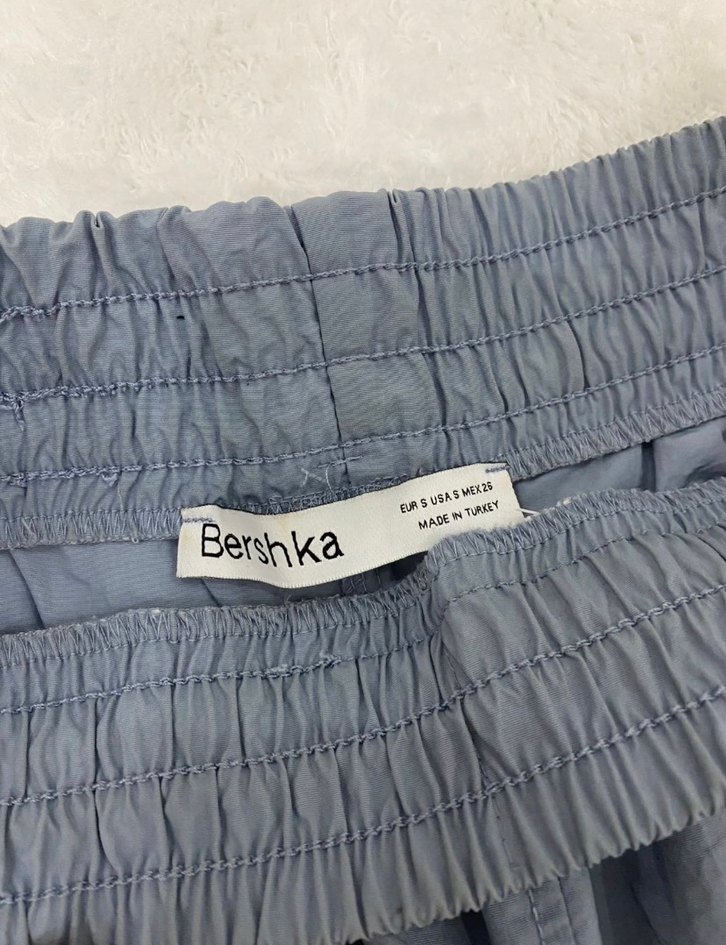 Bershka
EUR S USA S MEX 26
MADE IN TURKEY